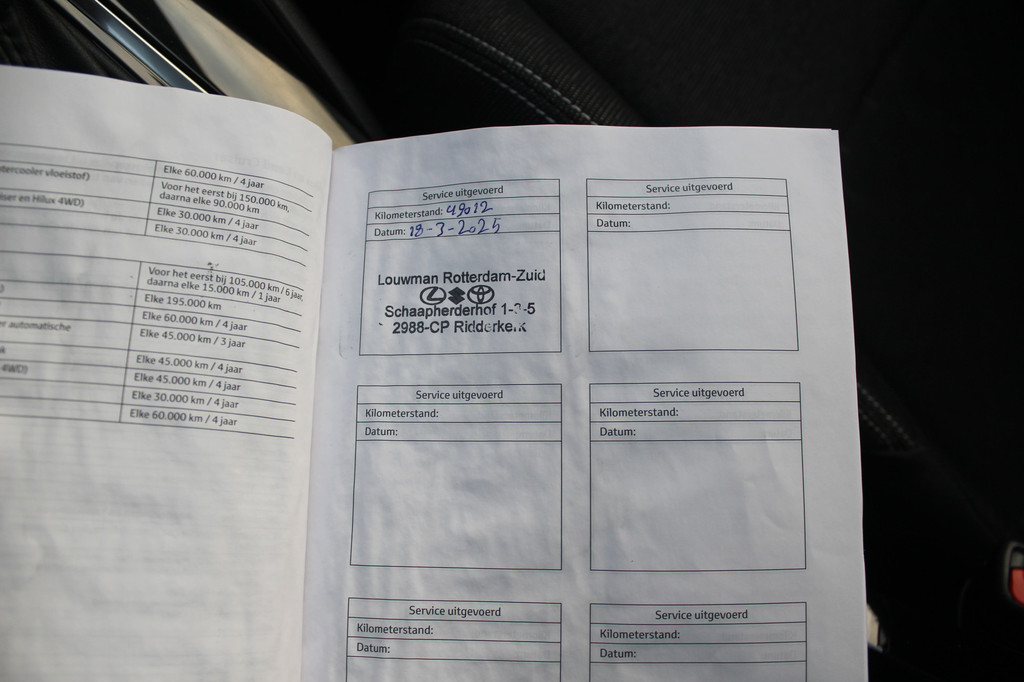 Elke 60.000 km / 4 jaar
vloeistof)
Voor het eerst bij 150.000 km,
daarna elke 90.000 km
en Hilux 4WD)
Elke 30.000 km / 4 jaar
Elke 30.000 km / 4 jaar
Voor het eerst bij 105.000 km / 6 jaar,
daarna elke 15.000 km / 1 jaar
Elke 195.000 km
Elke 60.000 km / 4 jaar
automatische
Elke 45.000 km / 3 jaar
Elke 45.000 km / 4 jaar
Elke 45.000 km / 4 jaar
Elke 30.000 km / 4 jaar
Elke 60.000 km / 4 jaar
Service uitgevoerd
Kilometerstand: 49012
Datum: 18-3-2025
Louwman Rotterdam-Zuid
Schaapherderhof 1-3-5
2988-CP Ridderkerk
Service uitgevoerd
Kilometerstand:
Datum:
Service uitgevoerd
Kilometerstand:
Datum:
Service uitgevoerd
Kilometerstand:
Datum:
Service uitgevoerd
Kilometerstand:
Datum:
Service uitgevoerd
Kilometerstand:
Datum: